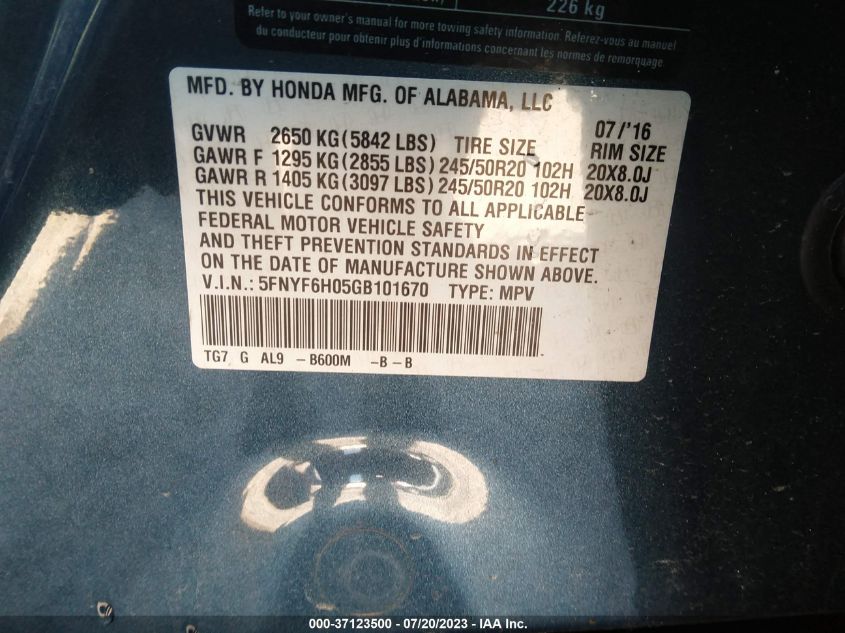 226 kg
Refer to your owner's manual for more towing safety information · Referez-vous au manuel
du conducteur pour obtenir plus d'informations concernant les normes de remorquage.
MFD. BY HONDA MFG. OF ALABAMA, LLC
07/'16
GVWR 2650 KG(5842 LBS) TIRE SIZE RIM SIZE
GAWR F 1295 KG(2855 LBS) 245/50R20 102H 20X8.0J
GAWR R 1405 KG(3097 LBS) 245/50R20 102H 20X8.0J
THIS VEHICLE CONFORMS TO ALL APPLICABLE
FEDERAL MOTOR VEHICLE SAFETY
AND THEFT PREVENTION STANDARDS IN EFFECT
ON THE DATE OF MANUFACTURE SHOWN ABOVE.
V.I.N.: 5FNYF6H05GB101670 TYPE: MPV
TG7 G AL9 -B600M -B-B
000-37123500 / 07/20/2023 - IAA Inc.